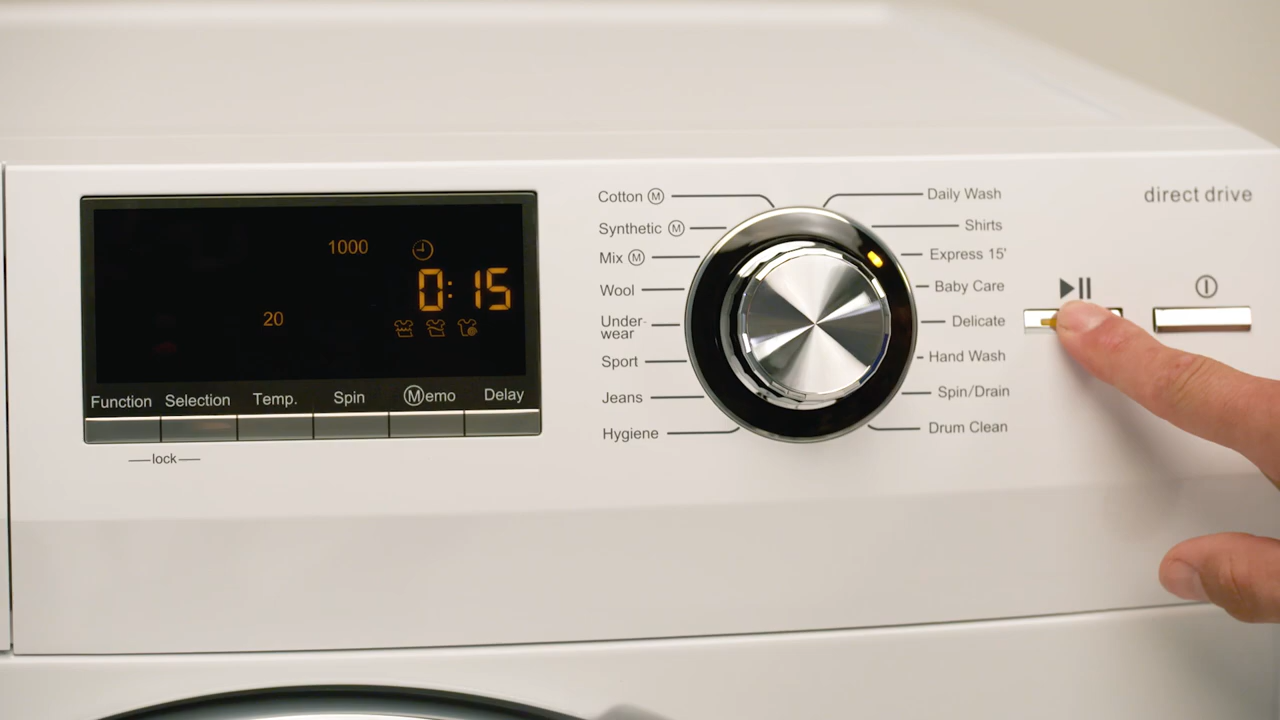 1000
0:15
20
Function Selection Temp. Spin Memo Delay
lock
Cotton M
Synthetic M
Mix M
Wool
Under-
wear
Sport
Jeans
Hygiene
Daily Wash
Shirts
Express 15'
Baby Care
Delicate
Hand Wash
Spin/Drain
Drum Clean
direct drive